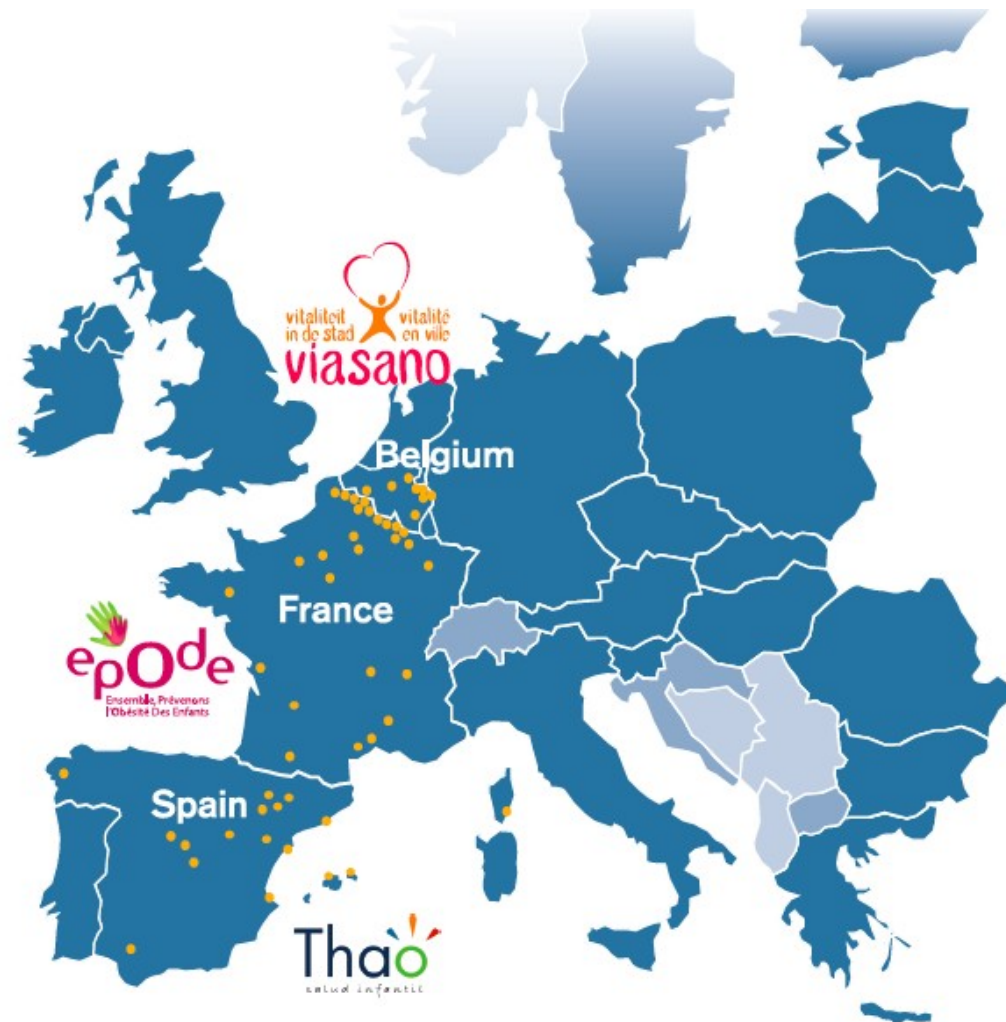 vitaliteit vitalité
in de stad en ville
viasano
Belgium
France
epode
Ensemble, Prévenons
l'Obésité Des Enfants
Spain
Thao
salud infantil